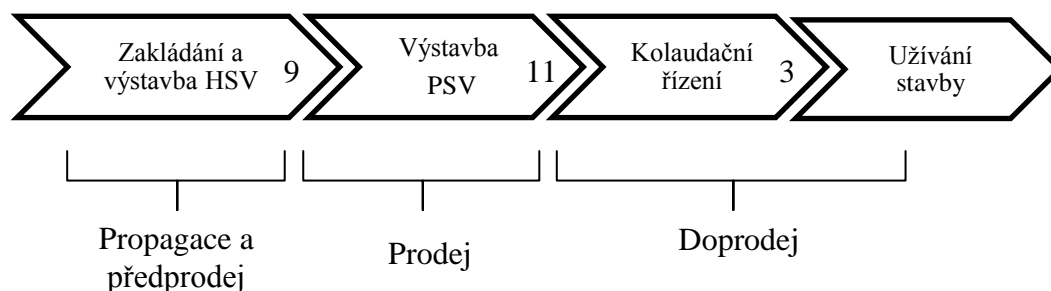 Zakládání a
výstavba HSV
9
Výstavba
PSV
11
Kolaudační
řízení
3
Užívání
stavby
Propagace a
předprodej
Prodej
Doprodej